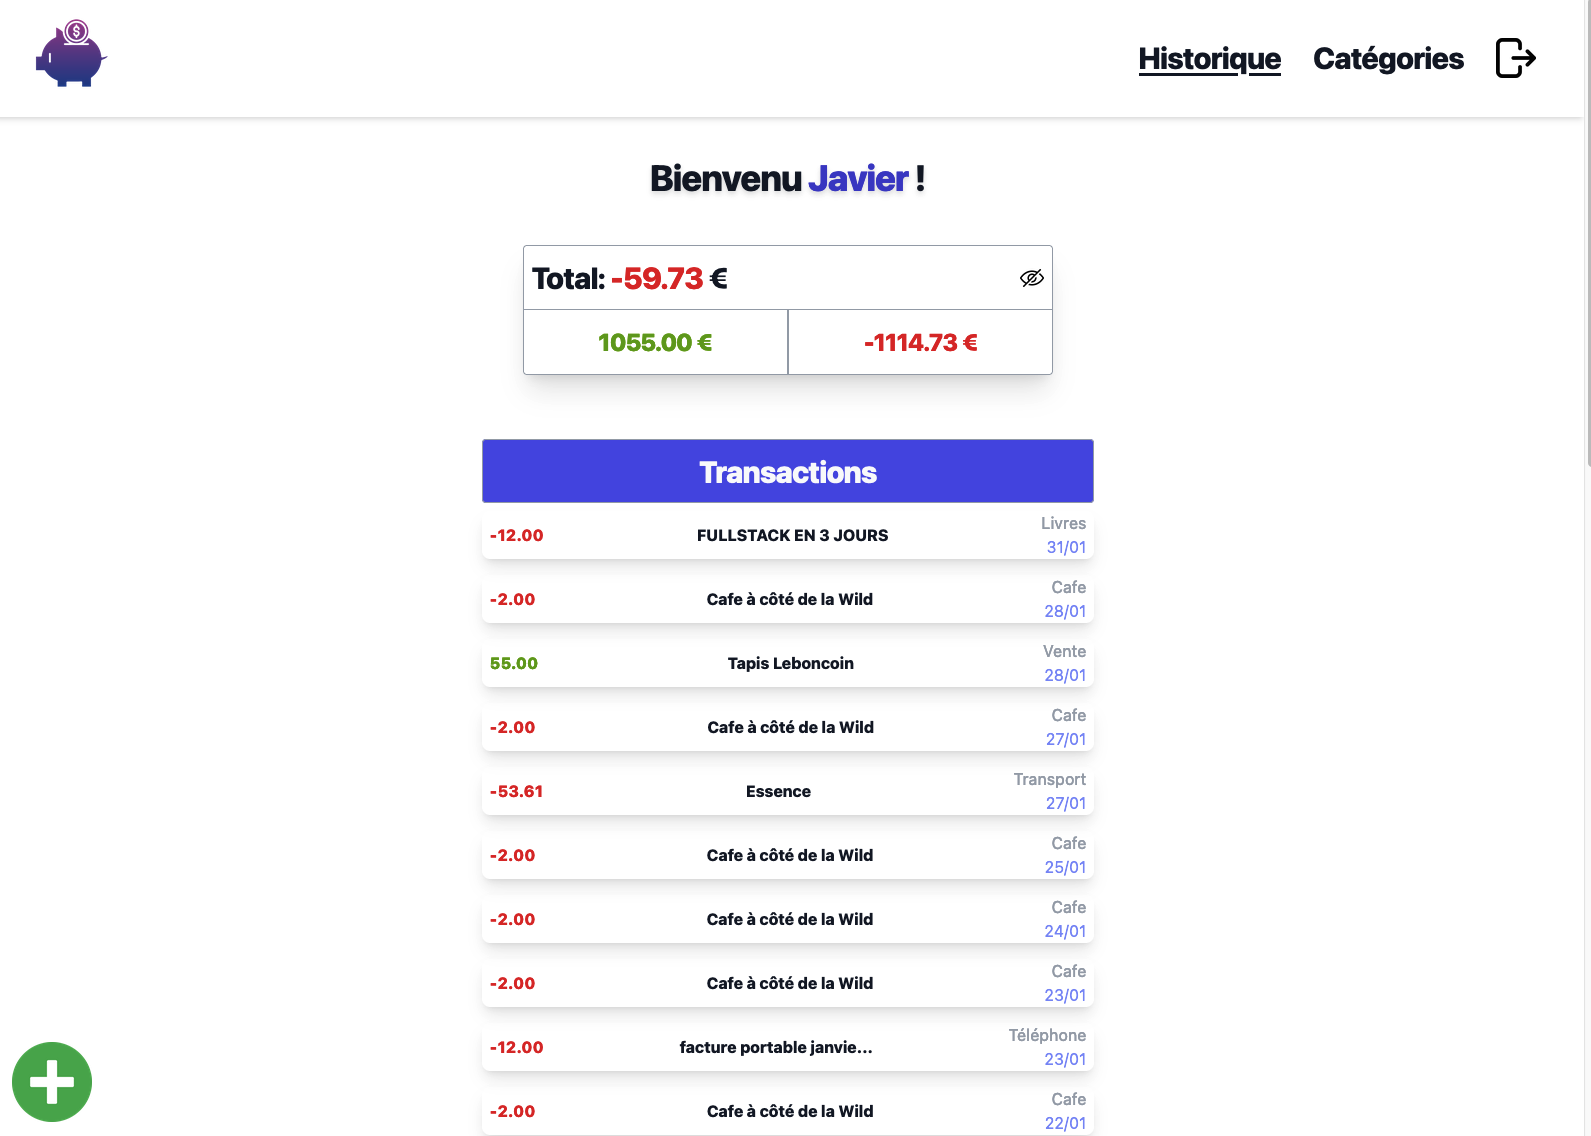 $
Historique
Catégories
Bienvenu Javier !
Total: -59.73 €
1055.00 €
-1114.73 €
Transactions
-12.00
FULLSTACK EN 3 JOURS
Livres
31/01
-2.00
Cafe à côté de la Wild
Cafe
28/01
55.00
Tapis Leboncoin
Vente
28/01
-2.00
Cafe à côté de la Wild
Cafe
27/01
-53.61
Essence
Transport
27/01
-2.00
Cafe à côté de la Wild
Cafe
25/01
-2.00
Cafe à côté de la Wild
Cafe
24/01
-2.00
Cafe à côté de la Wild
Cafe
23/01
-12.00
facture portable janvie...
Téléphone
23/01
-2.00
Cafe à côté de la Wild
Cafe
22/01